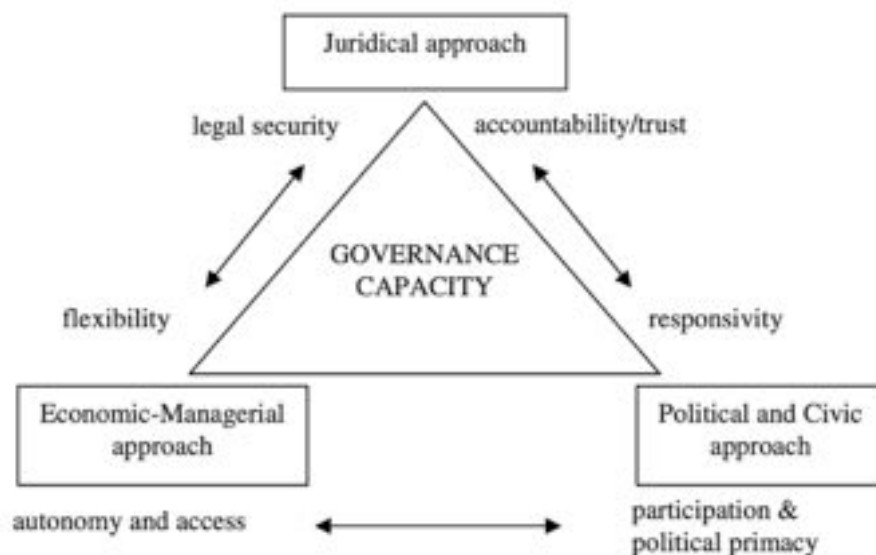 Juridical approach
legal security
accountability/trust
GOVERNANCE
CAPACITY
flexibility
responsivity
Economic-Managerial
approach
Political and Civic
approach
autonomy and access
participation &
political primacy